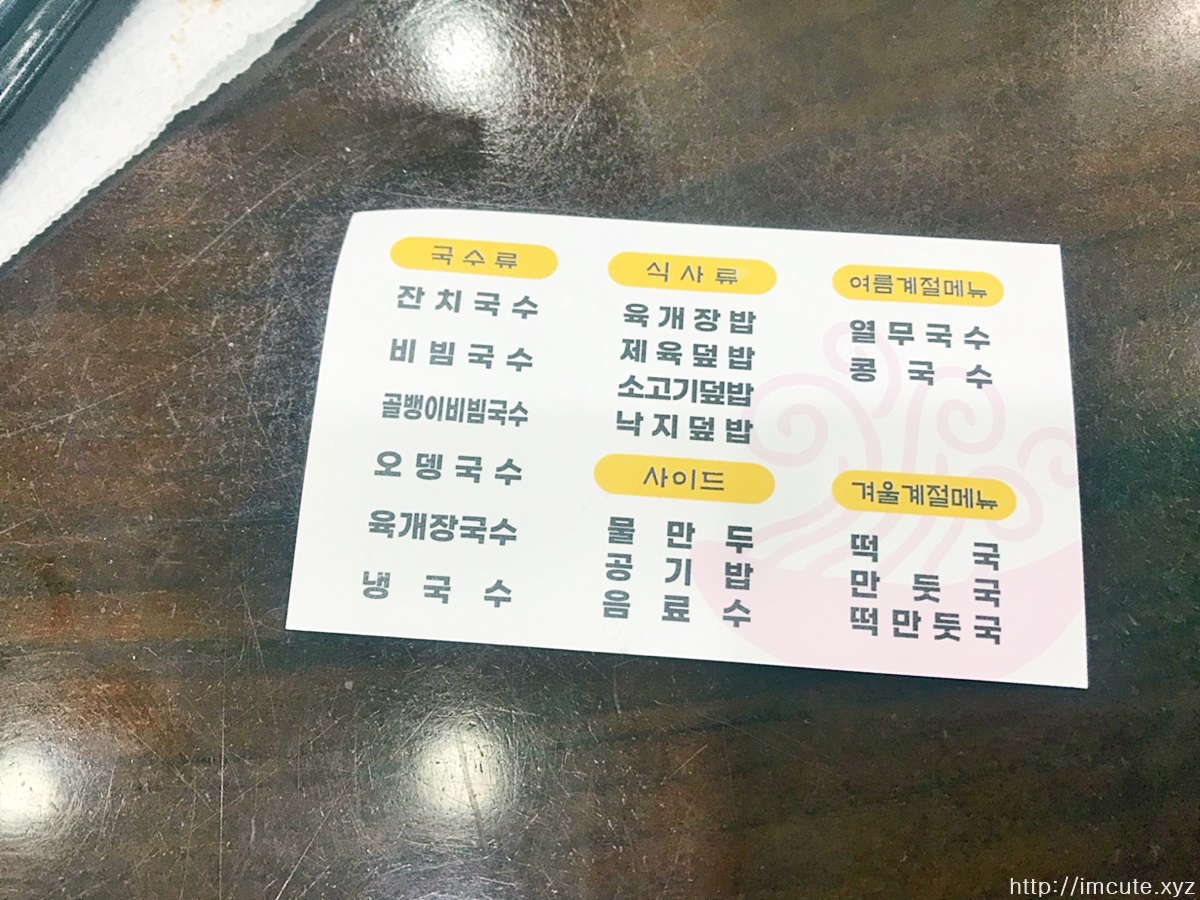 국수류
잔치국수
비빔국수
골뱅이비빔국수
오뎅국수
육개장국수
냉국수
식사류
육개장밥
제육덮밥
소고기덮밥
낙지덮밥
사이드
물만두
공기밥
음료수
여름계절메뉴
열무국수
콩국수
겨울계절메뉴
떡국
만둣국
떡만둣국
http://imcute.xyz